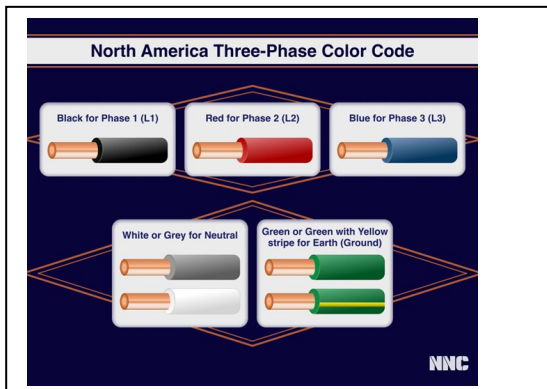 North America Three-Phase Color Code
Black for Phase 1 (L1)
Red for Phase 2 (L2)
Blue for Phase 3 (L3)
White or Grey for Neutral
Green or Green with Yellow
stripe for Earth (Ground)
NNC